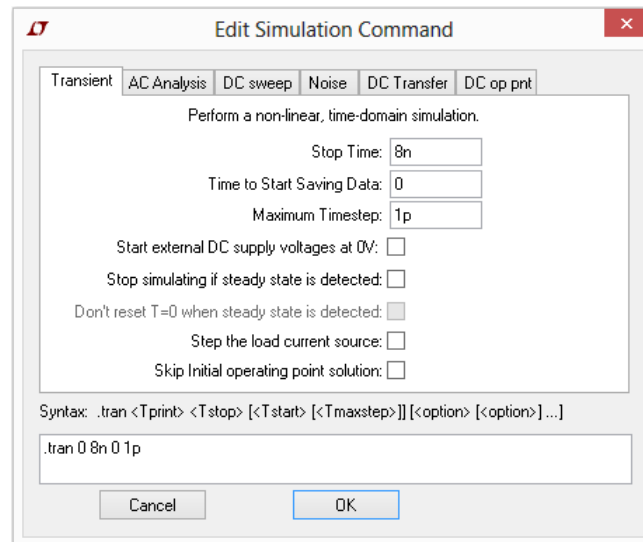 Edit Simulation Command
Transient AC Analysis DC sweep Noise DC Transfer DC op pnt
Perform a non-linear, time-domain simulation.
Stop Time: 8n
Time to Start Saving Data: 0
Maximum Timestep: 1p
Start external DC supply voltages at 0V:
Stop simulating if steady state is detected:
Don't reset T=0 when steady state is detected:
Step the load current source:
Skip Initial operating point solution:
Syntax: .tran <Tprint> <Tstop> [<Tstart> [<Tmaxstep>]] [<option> [<option>] ...]
.tran 0 8n 0 1p
Cancel OK